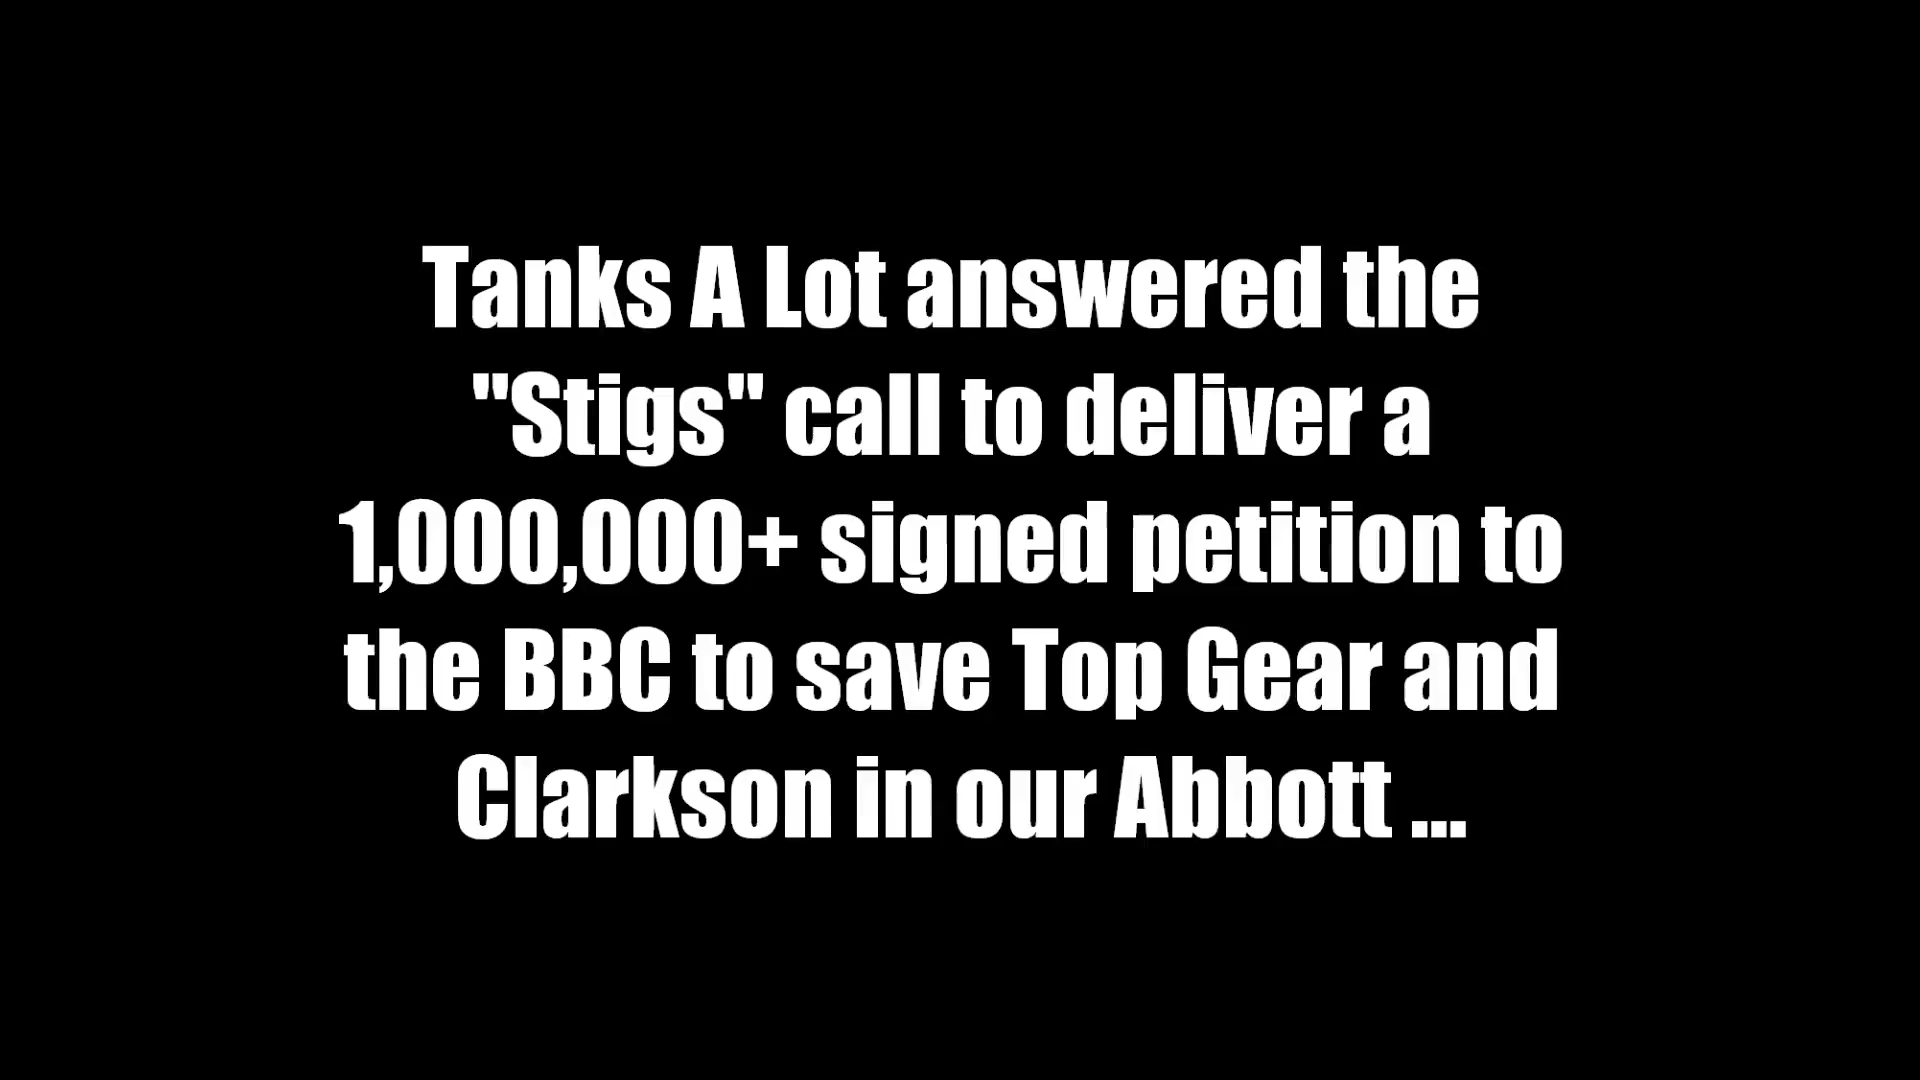 Tanks A Lot answered the
"Stigs" call to deliver a
1,000,000+ signed petition to
the BBC to save Top Gear and
Clarkson in our Abbott ...